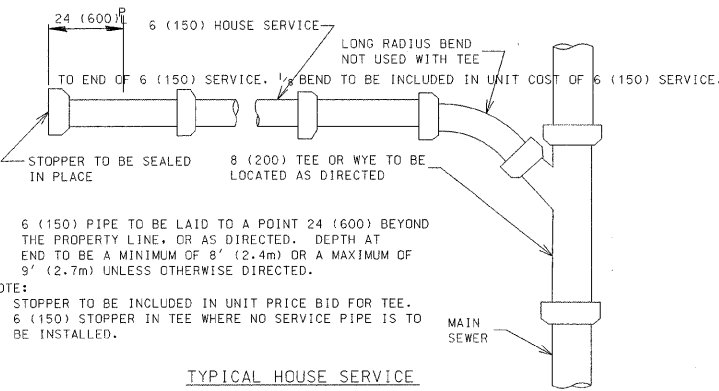 24 (600)
PL
6 (150) HOUSE SERVICE
LONG RADIUS BEND
NOT USED WITH TEE
TO END OF 6 (150) SERVICE. 1/8 BEND TO BE INCLUDED IN UNIT COST OF 6 (150) SERVICE.
STOPPER TO BE SEALED
IN PLACE
8 (200) TEE OR WYE TO BE
LOCATED AS DIRECTED
6 (150) PIPE TO BE LAID TO A POINT 24 (600) BEYOND
THE PROPERTY LINE, OR AS DIRECTED. DEPTH AT
END TO BE A MINIMUM OF 8' (2.4m) OR A MAXIMUM OF
9' (2.7m) UNLESS OTHERWISE DIRECTED.
OTE:
STOPPER TO BE INCLUDED IN UNIT PRICE BID FOR TEE.
6 (150) STOPPER IN TEE WHERE NO SERVICE PIPE IS TO
BE INSTALLED.
MAIN
SEWER
TYPICAL HOUSE SERVICE